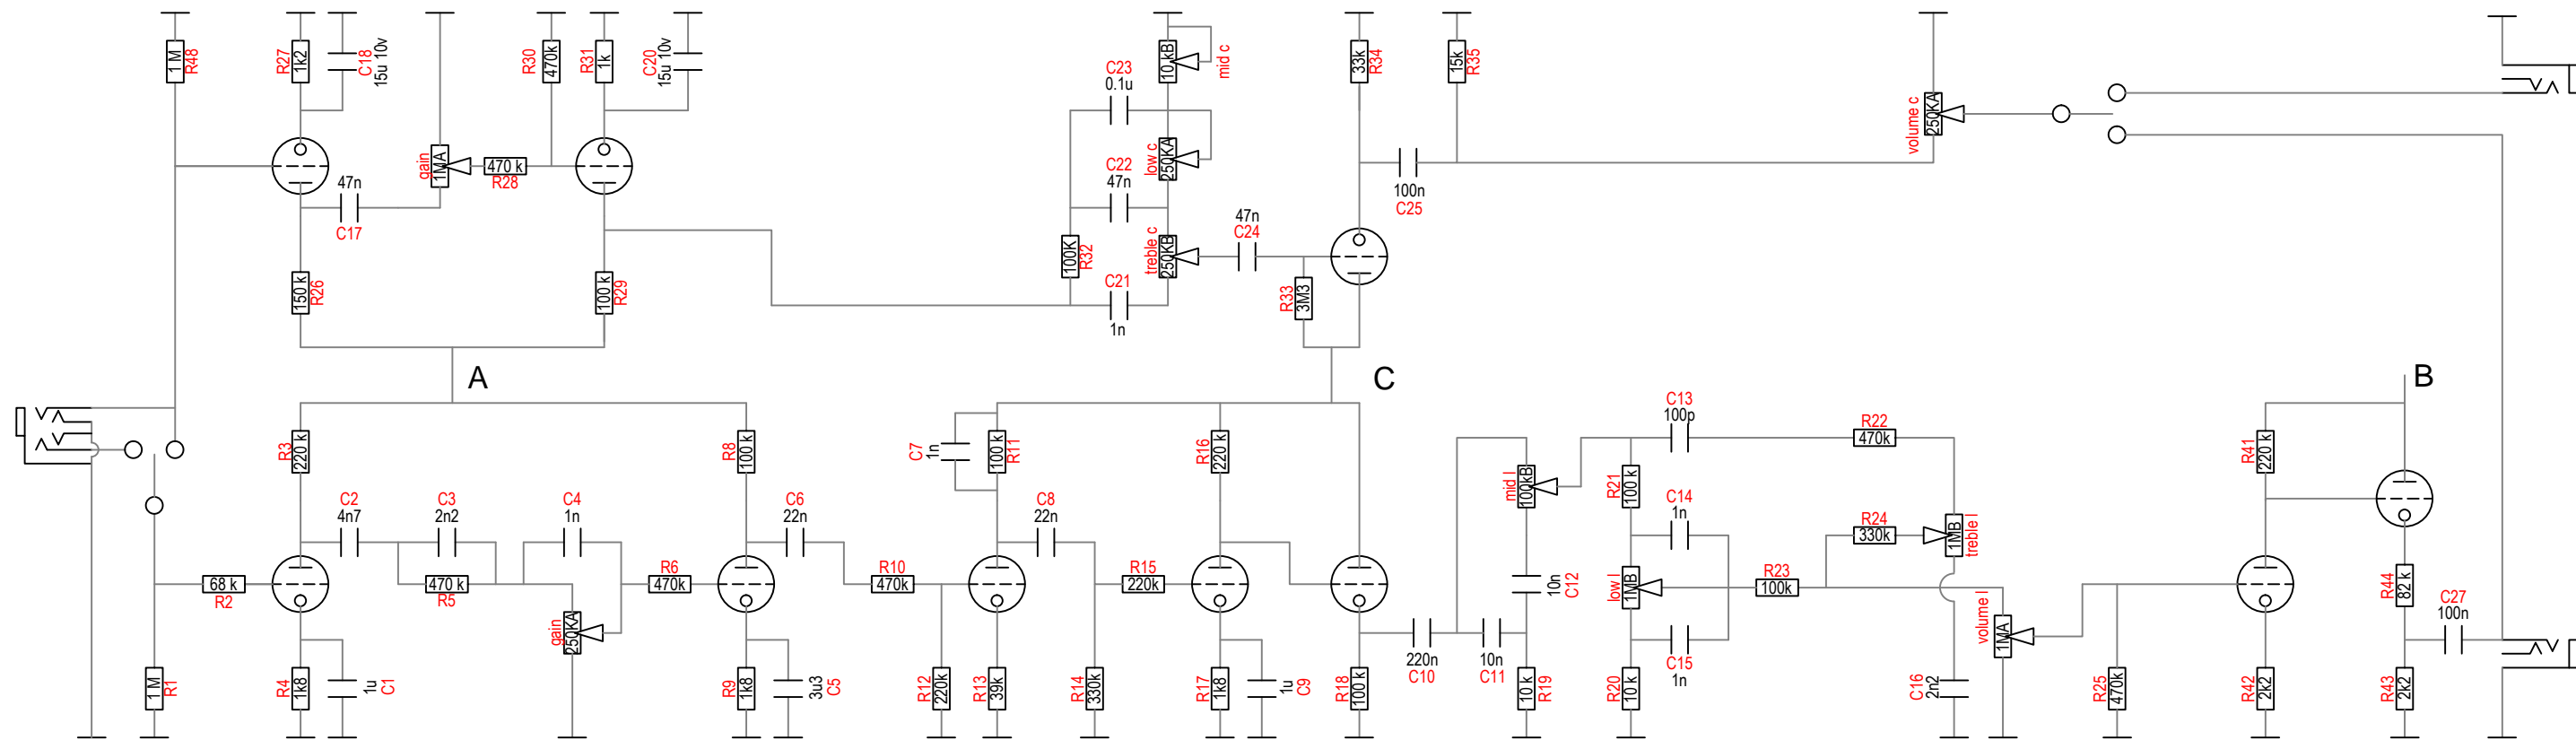 1 M
R48
R27
1k2
C18
15u 10v
R30
470k
R31
1k
C20
15u 10v
gain
1MA
470 k
R28
47n
C17
150 k
R26
100 k
R29
C23
0.1u
10 kB
mid c
C22
47n
low c
250KA
100K
R32
treble c
250KB
C21
1n
47n
C24
R33
3M3
33k
R34
15k
R35
100n
C25
volume c
250KA
A
C
B
R3
220 k
C2
4n7
C3
2n2
470 k
R5
C4
1n
gain
250KA
68 k
R2
1 M
R1
R4
1k8
1u
C1
R6
470k
R8
100 k
C6
22n
R9
1k8
3u3
C5
R10
470k
C7
1n
100 k
R11
R12
220k
R13
39k
C8
22n
R14
330k
R15
220k
R16
220 k
R17
1k8
1u
C9
R18
100 k
220n
C10
10n
C11
mid l
100kB
10n
C12
10 k
R19
C13
100p
R21
100 k
C14
1n
low l
1MB
C15
1n
R20
10 k
R22
470k
R24
330k
R23
100k
1MB
treble l
C16
2n2
volume l
1MA
R25
470k
R41
220 k
R42
2k2
R44
82 k
R43
2k2
C27
100n